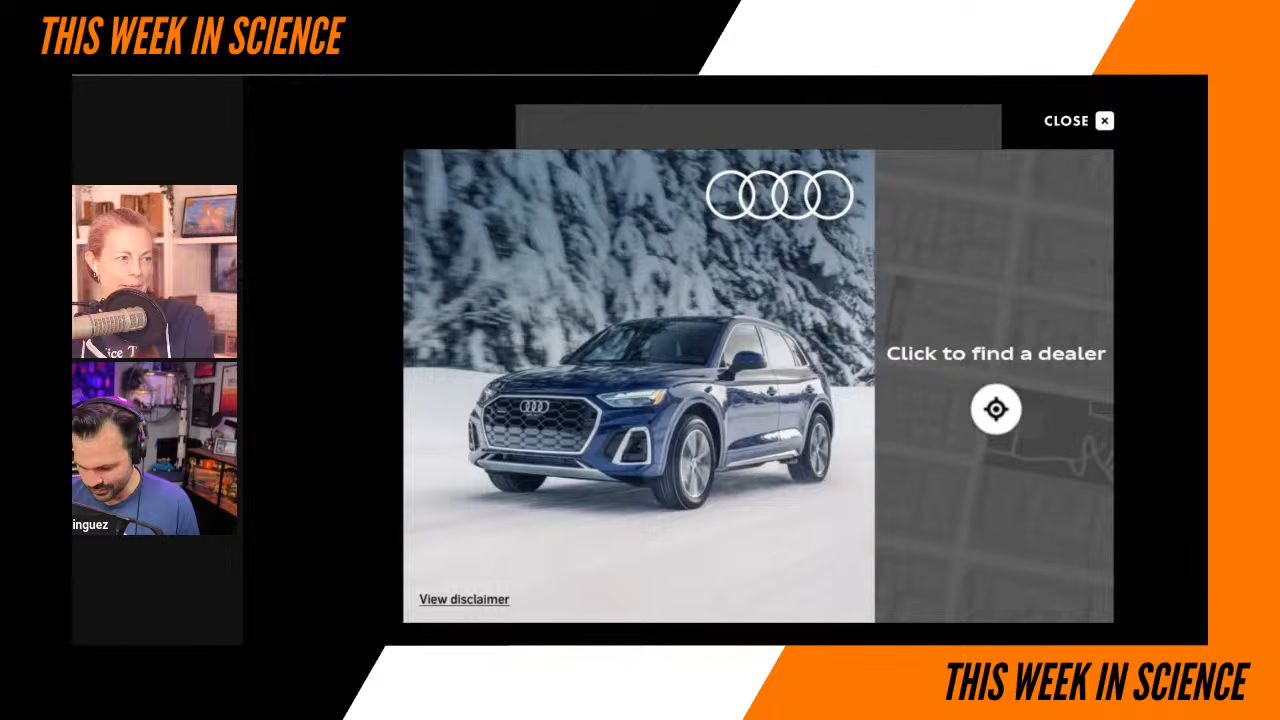 THIS WEEK IN SCIENCE
CLOSE
Click to find a dealer
inguez
View disclaimer
THIS WEEK IN SCIENCE